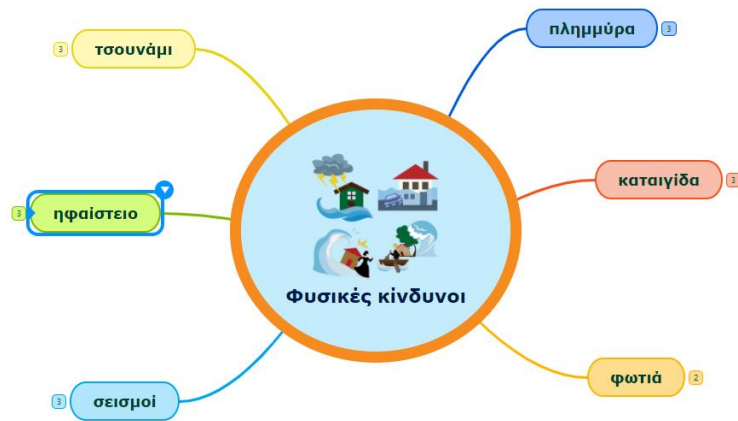 τσουνάμι
3
πλημμύρα
3
ηφαίστειο
3
καταιγίδα
3
Φυσικές κίνδυνοι
σεισμοί
3
φωτιά
2